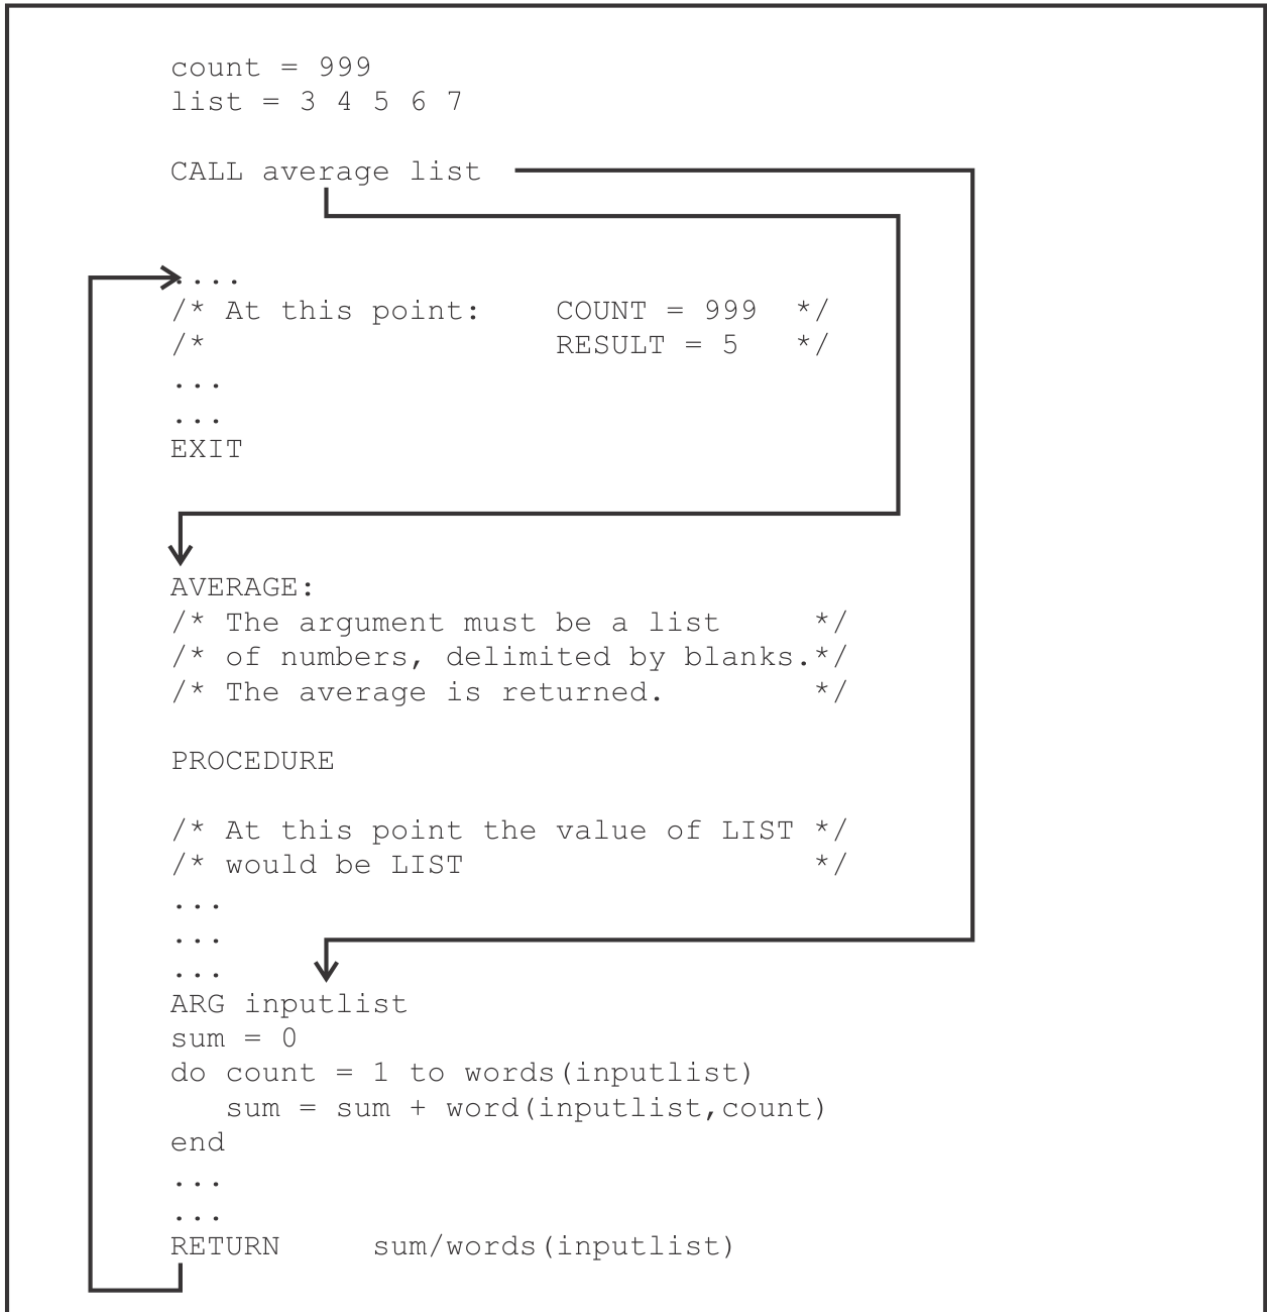 count = 999
list = 3 4 5 6 7
CALL average list
....
/* At this point:    COUNT = 999  */
/*                   RESULT = 5   */
...
...
EXIT
AVERAGE:
/* The argument must be a list     */
/* of numbers, delimited by blanks.*/
/* The average is returned.        */
PROCEDURE
/* At this point the value of LIST */
/* would be LIST                   */
...
...
...
ARG inputlist
sum = 0
do count = 1 to words(inputlist)
   sum = sum + word(inputlist,count)
end
...
...
RETURN     sum/words(inputlist)